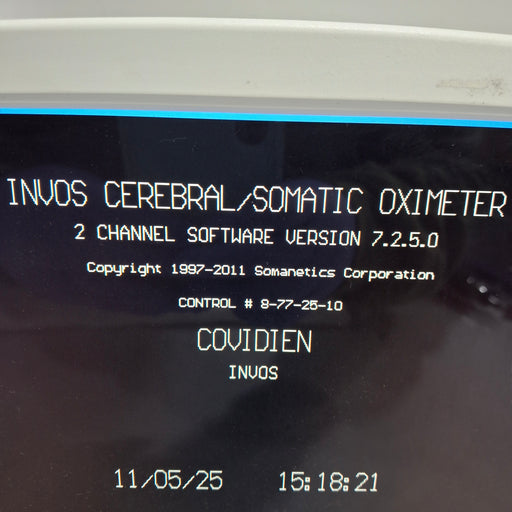 INVOS CEREBRAL/SOMATIC OXIMETER
2 CHANNEL SOFTWARE VERSION 7.2.5.0
Copyright 1997-2011 Somanetics Corporation
CONTROL # 8-77-25-10
COVIDIEN
INVOS
11/05/25 15:18:21